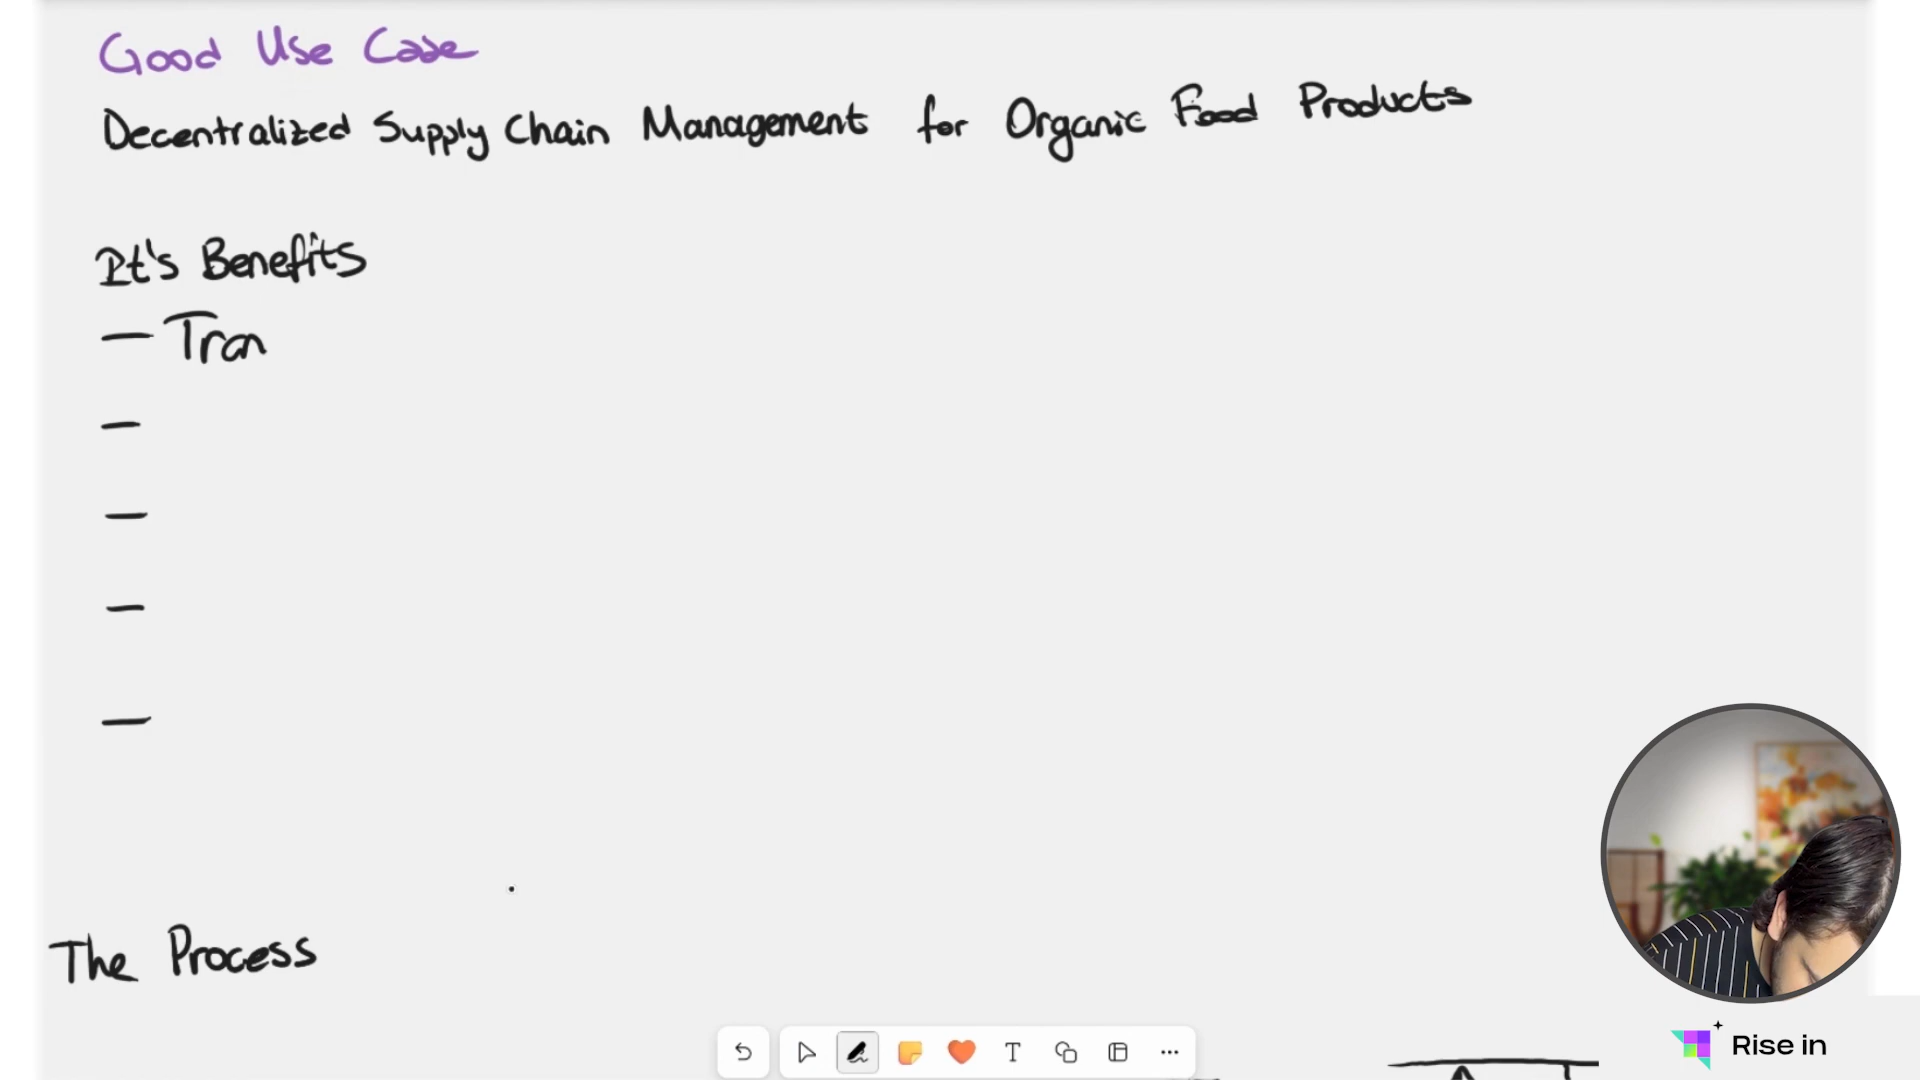 Good Use Case
Decentralized Supply Chain Management for Organic Food Products
It's Benefits
— Tran
—
—
—
—
The Process
T
Rise in